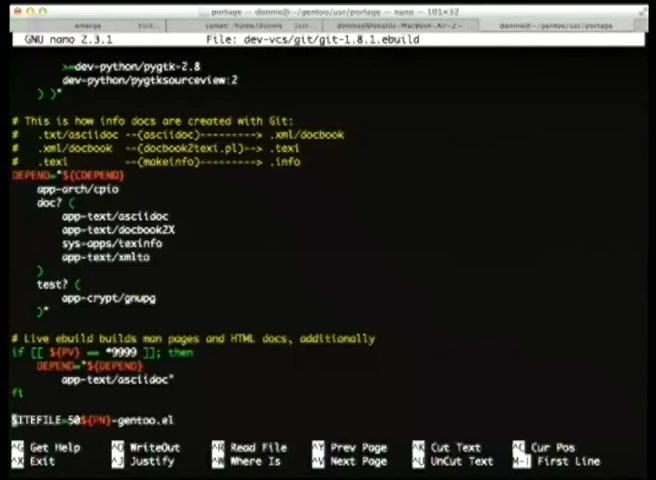 portage — donnie@~gentoo/usr/portage — nano — 101×32
emerge
donnie@~gentoo/usr/portage
GNU nano 2.3.1 File: dev-vcs/git/git-1.8.1.ebuild
>=dev-python/pygtk-2.8
dev-python/pygtksourceview:2
) )"
# This is how info docs are created with Git:
# .txt/asciidoc --(asciidoc)---------> .xml/docbook
# .xml/docbook --(docbook2texi.pl)--> .texi
# .texi --(makeinfo)---------> .info
DEPEND="${CDEPEND}
app-arch/cpio
doc? (
app-text/asciidoc
app-text/docbook2X
sys-apps/texinfo
app-text/xmlto
)
test? (
app-crypt/gnupg
)"
# Live ebuild builds man pages and HTML docs, additionally
if [[ ${PV} == *9999 ]]; then
DEPEND="${DEPEND}
app-text/asciidoc"
fi
SITEFILE=50${PN}-gentoo.el
^G Get Help ^O WriteOut ^R Read File ^Y Prev Page ^K Cut Text ^C Cur Pos
^X Exit ^J Justify ^W Where Is ^V Next Page ^U UnCut Text M-\ First Line